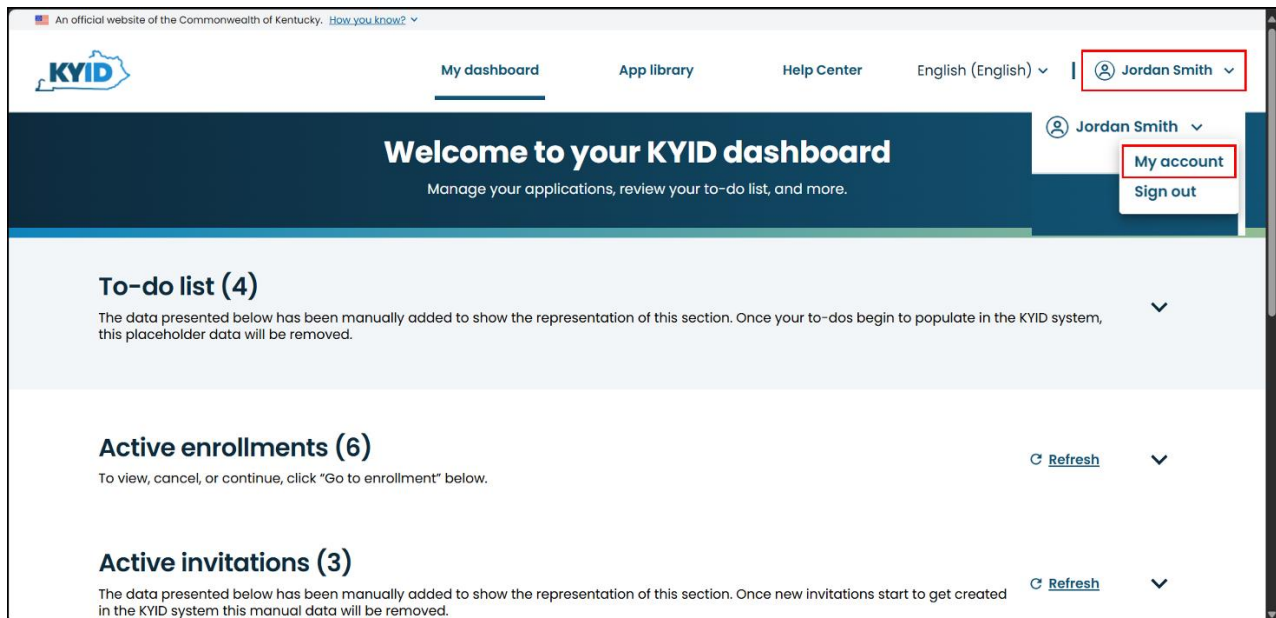 An official website of the Commonwealth of Kentucky. How you know?
KYID
My dashboard
App library
Help Center
English (English)
Jordan Smith
Jordan Smith
My account
Sign out
Welcome to your KYID dashboard
Manage your applications, review your to-do list, and more.
To-do list (4)
The data presented below has been manually added to show the representation of this section. Once your to-dos begin to populate in the KYID system,
this placeholder data will be removed.
Active enrollments (6)
To view, cancel, or continue, click “Go to enrollment” below.
Refresh
Active invitations (3)
The data presented below has been manually added to show the representation of this section. Once new invitations start to get created
in the KYID system this manual data will be removed.
Refresh